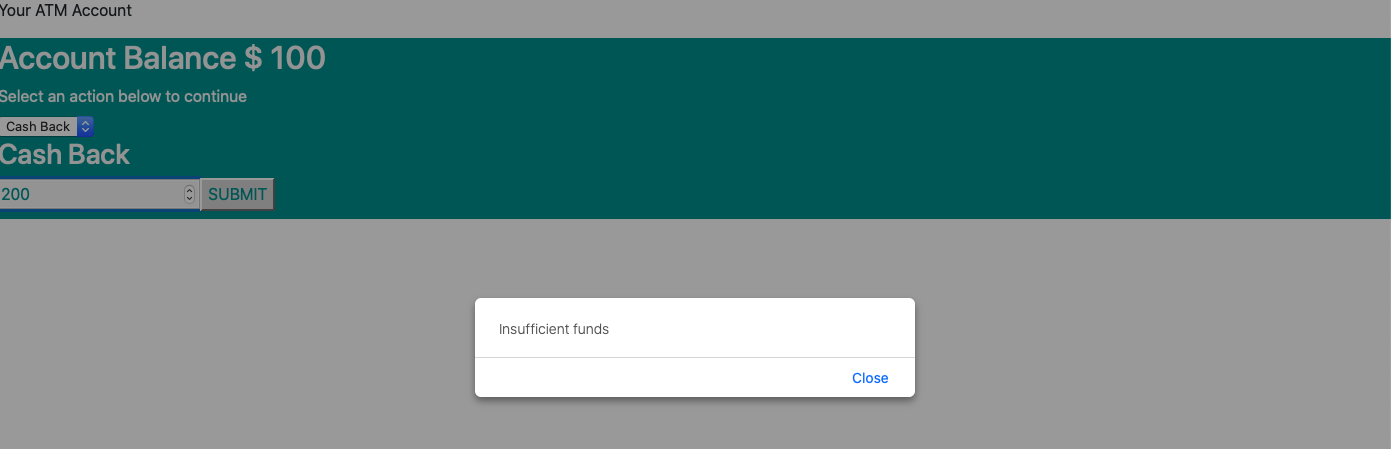 Your ATM Account
Account Balance $ 100
Select an action below to continue
Cash Back
Cash Back
200 SUBMIT
Insufficient funds
Close